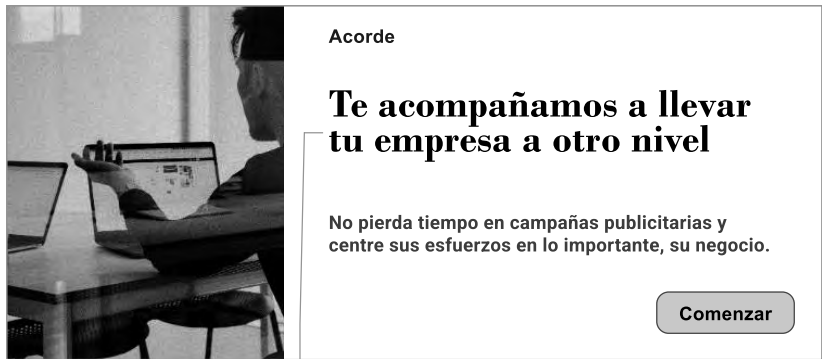 Acorde
Te acompañamos a llevar
tu empresa a otro nivel
No pierda tiempo en campañas publicitarias y
centre sus esfuerzos en lo importante, su negocio.
Comenzar